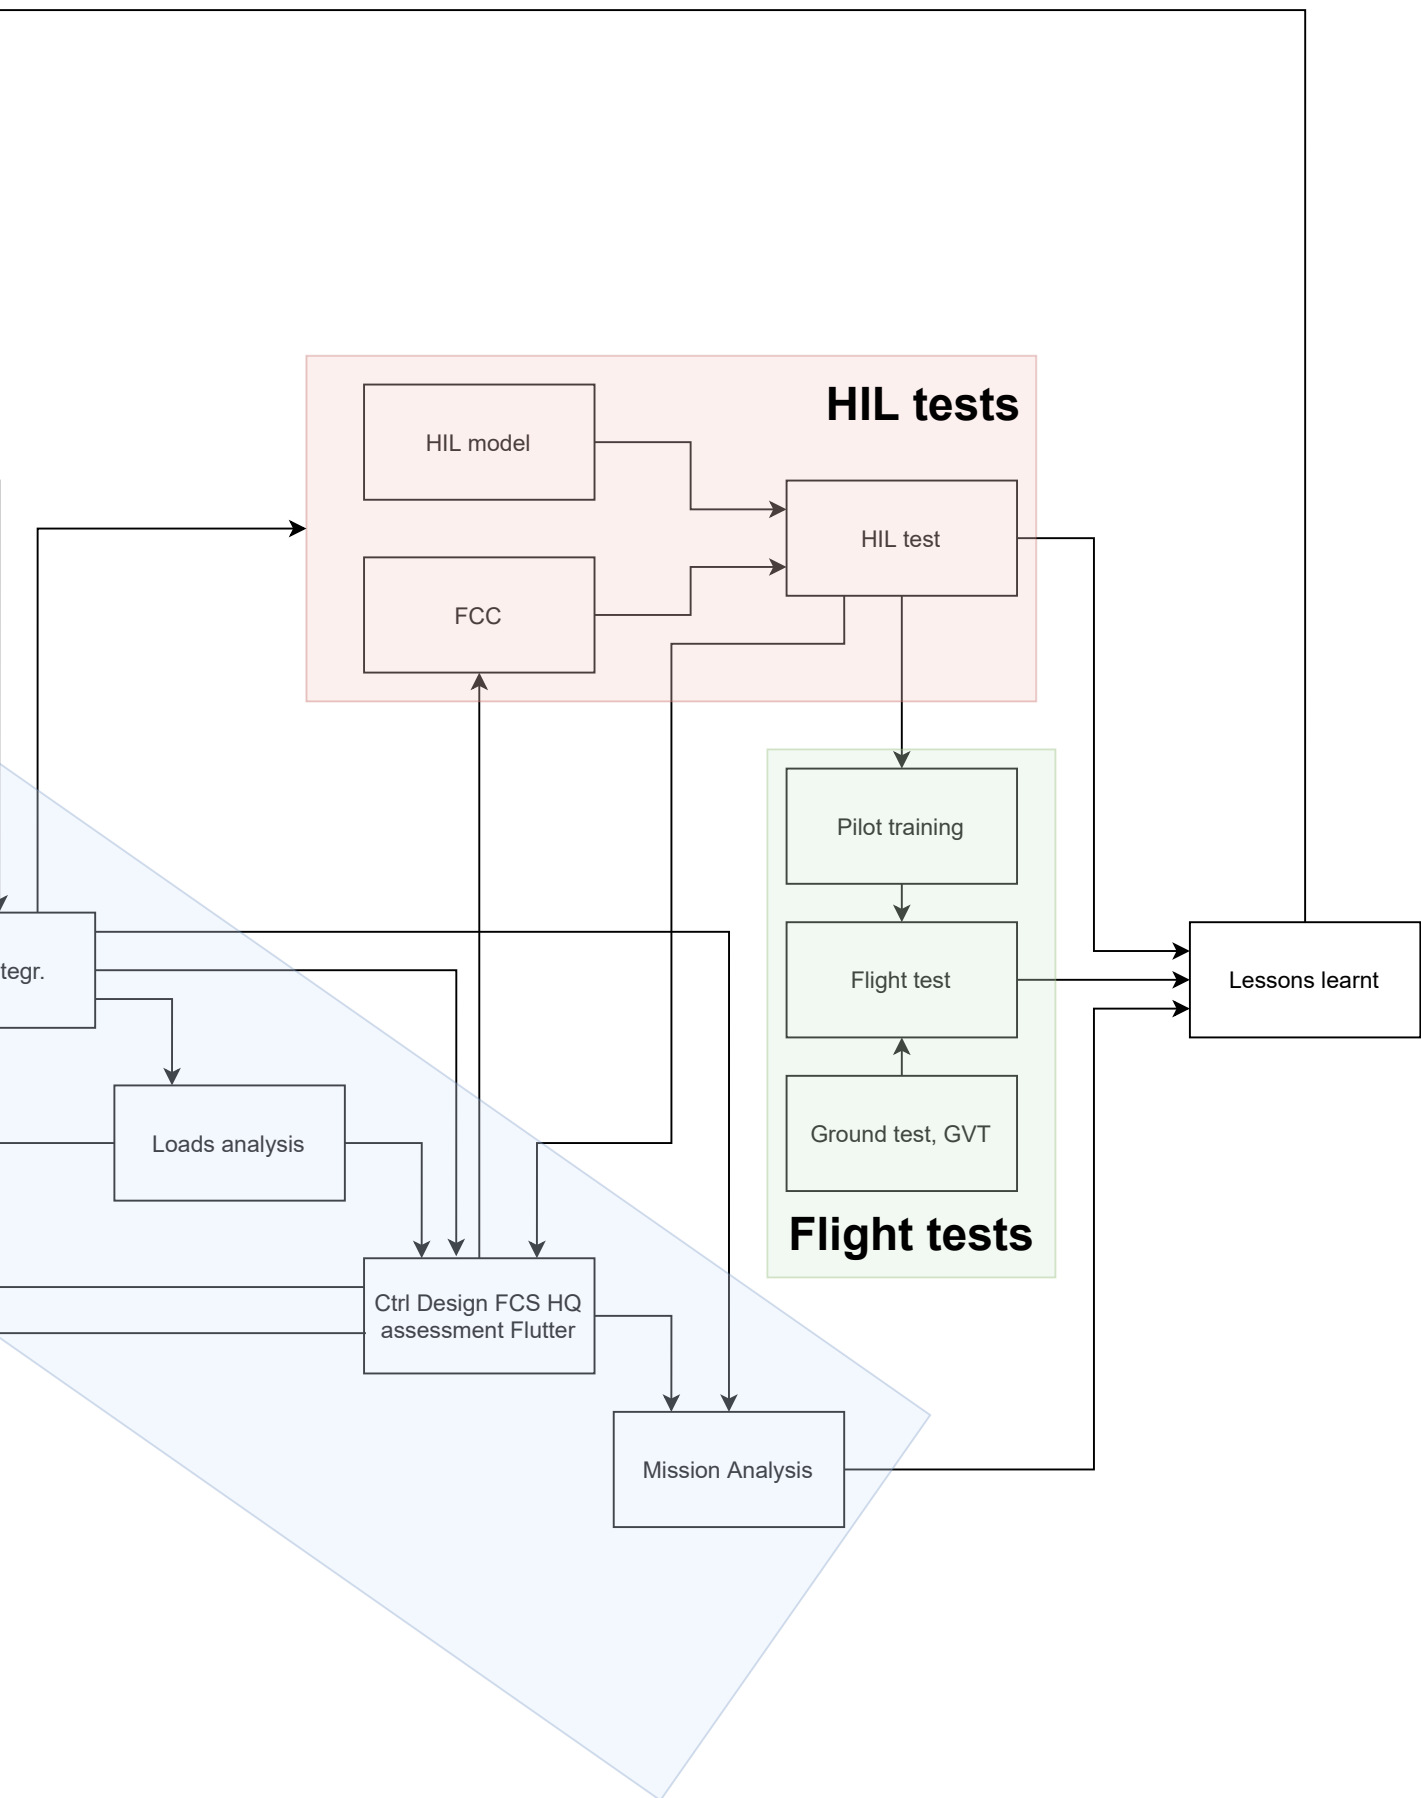 HIL tests
HIL model
HIL test
FCC
Pilot training
Flight test
Lessons learnt
tegr.
Loads analysis
Ground test, GVT
Flight tests
Ctrl Design FCS HQ
assessment Flutter
Mission Analysis